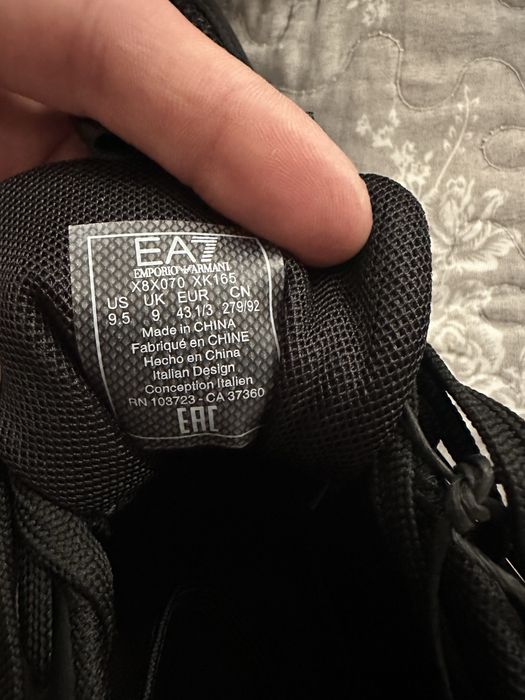 EA7
EMPORIO ARMANI
X8X070 XK165
US UK EUR CN
9.5 9 43.1/3 279/92
Made in CHINA
Fabriqué en CHINE
Hecho en China
Italian Design
Conception Italien
RN 103723 - CA 37360
EAC